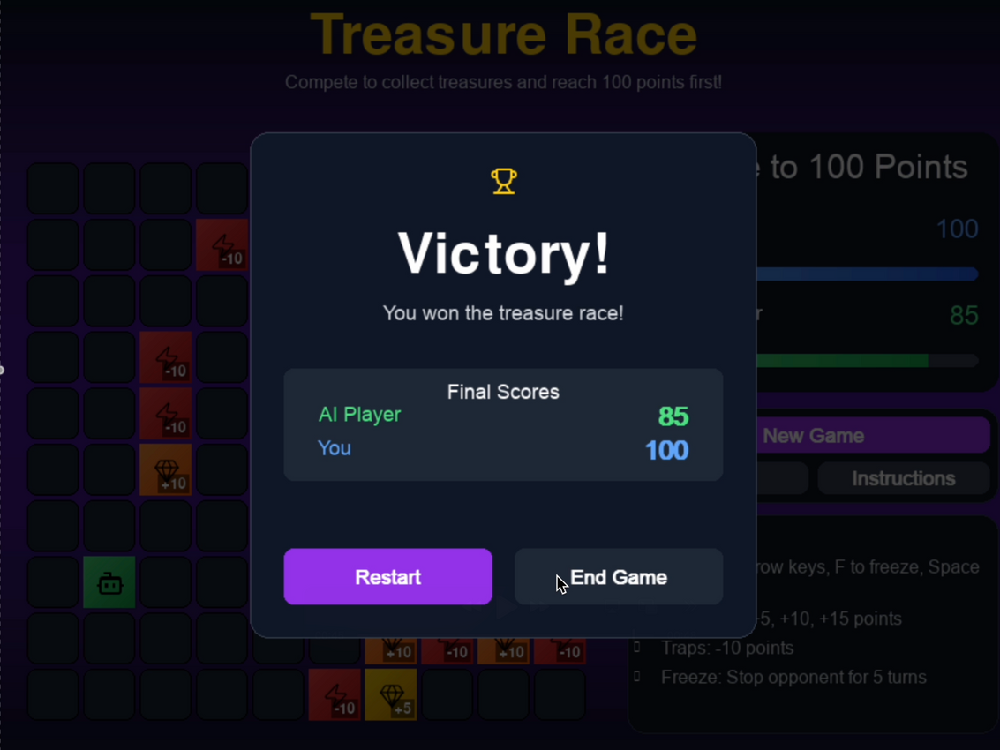 Treasure Race
Compete to collect treasures and reach 100 points first!
to 100 Points
-10
100
Victory!
You won the treasure race!
85
-10
Final Scores
AI Player 85
-10
You 100
New Game
+10
Instructions
row keys, F to freeze, Space
Restart
End Game
+5, +10, +15 points
+10 -10 +10 -10
Traps: -10 points
Freeze: Stop opponent for 5 turns
-10 +5